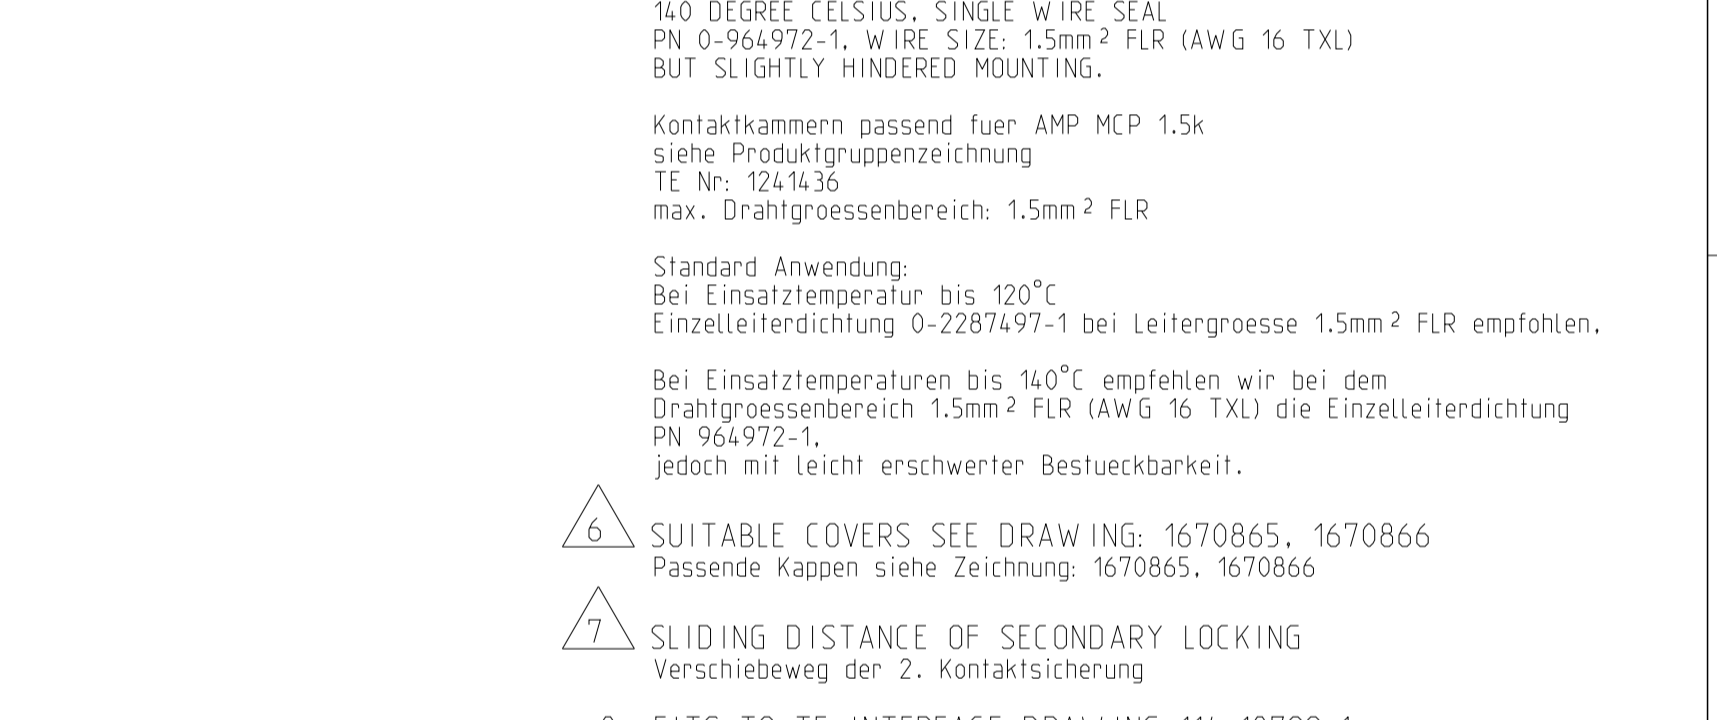 140 DEGREE CELSIUS, SINGLE WIRE SEAL
PN 0-964972-1, WIRE SIZE: 1.5mm² FLR (AWG 16 TXL)
BUT SLIGHTLY HINDERED MOUNTING.
Kontaktkammern passend fuer AMP MCP 1.5k
siehe Produktgruppenzeichnung
TE Nr: 1241436
max. Drahtgroessenbereich: 1.5mm² FLR
Standard Anwendung:
Bei Einsatztemperatur bis 120°C
Einzelleiterdichtung 0-2287497-1 bei Leitergroesse 1.5mm² FLR empfohlen,
Bei Einsatztemperaturen bis 140°C empfehlen wir bei dem
Drahtgroessenbereich 1.5mm² FLR (AWG 16 TXL) die Einzelleiterdichtung
PN 964972-1,
jedoch mit leicht erschwerter Bestueckbarkeit.
6 SUITABLE COVERS SEE DRAWING: 1670865, 1670866
Passende Kappen siehe Zeichnung: 1670865, 1670866
7 SLIDING DISTANCE OF SECONDARY LOCKING
Verschiebeweg der 2. Kontaktsicherung